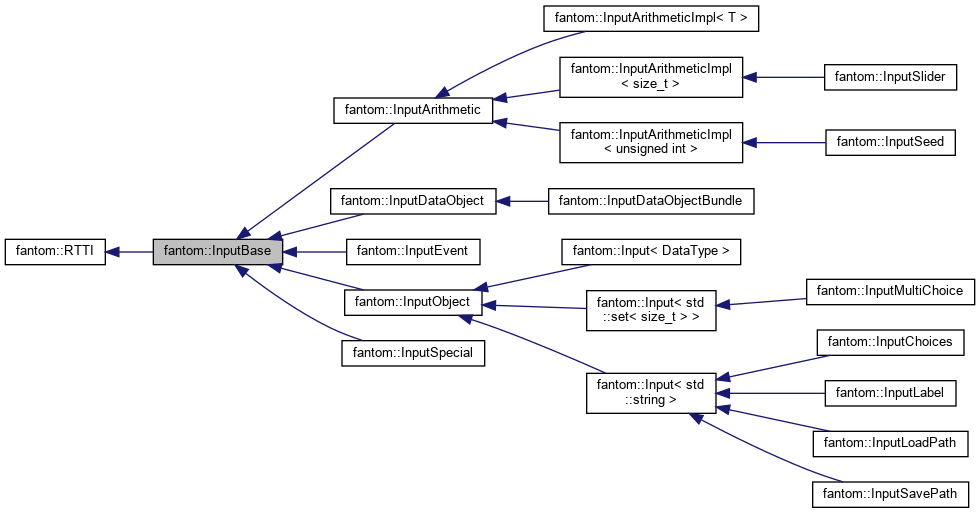 fantom::InputArithmeticImpl< T >
fantom::InputArithmeticImpl
< size_t >
fantom::InputSlider
fantom::InputArithmetic
fantom::InputArithmeticImpl
< unsigned int >
fantom::InputSeed
fantom::InputDataObject
fantom::InputDataObjectBundle
fantom::RTTI
fantom::InputBase
fantom::InputEvent
fantom::Input< DataType >
fantom::InputObject
fantom::Input< std
::set< size_t > >
fantom::InputMultiChoice
fantom::InputSpecial
fantom::InputChoices
fantom::Input< std
::string >
fantom::InputLabel
fantom::InputLoadPath
fantom::InputSavePath